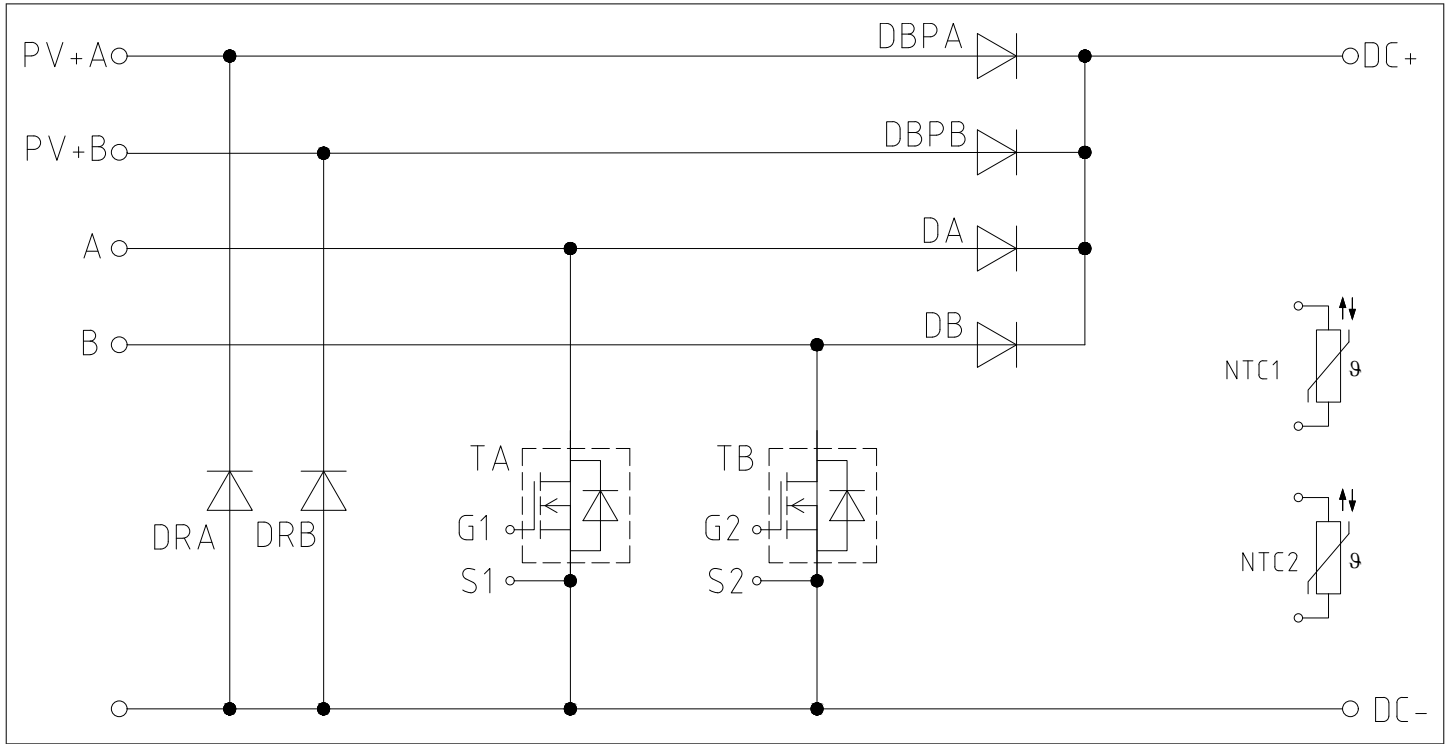 DBPA
PV+A
DC+
DBPB
PV+B
DA
A
DB
B
NTC1
ϑ
TA
TB
G1
G2
DRA
DRB
NTC2
ϑ
S1
S2
DC-